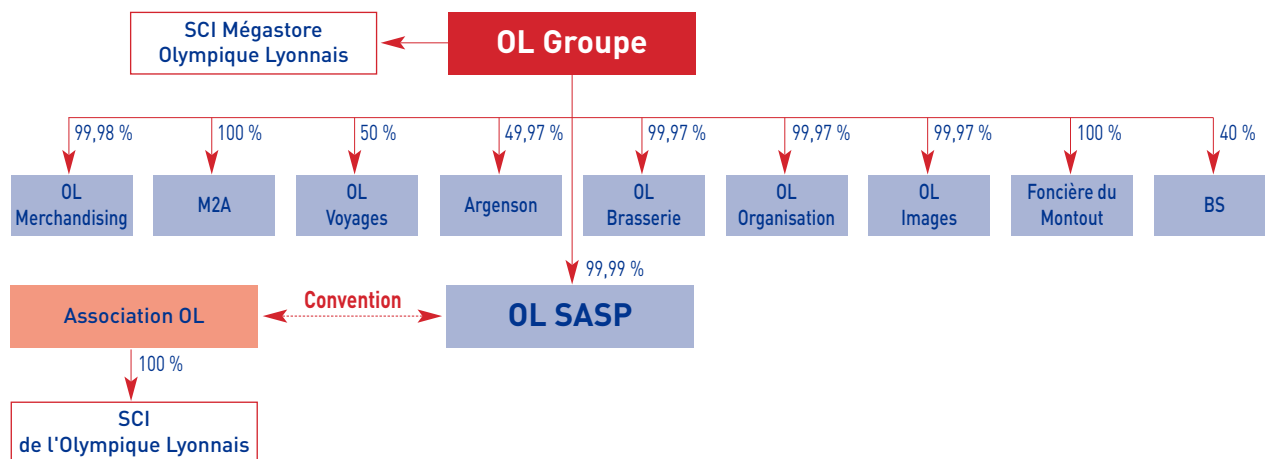 SCI Mégastore
Olympique Lyonnais
OL Groupe
99,98 %
100 %
50 %
49,97 %
99,97 %
99,97 %
99,97 %
100 %
40 %
OL
Merchandising
M2A
OL
Voyages
Argenson
OL
Brasserie
OL
Organisation
OL
Images
Foncière du
Montout
BS
99,99 %
Association OL
Convention
OL SASP
100 %
SCI
de l'Olympique Lyonnais